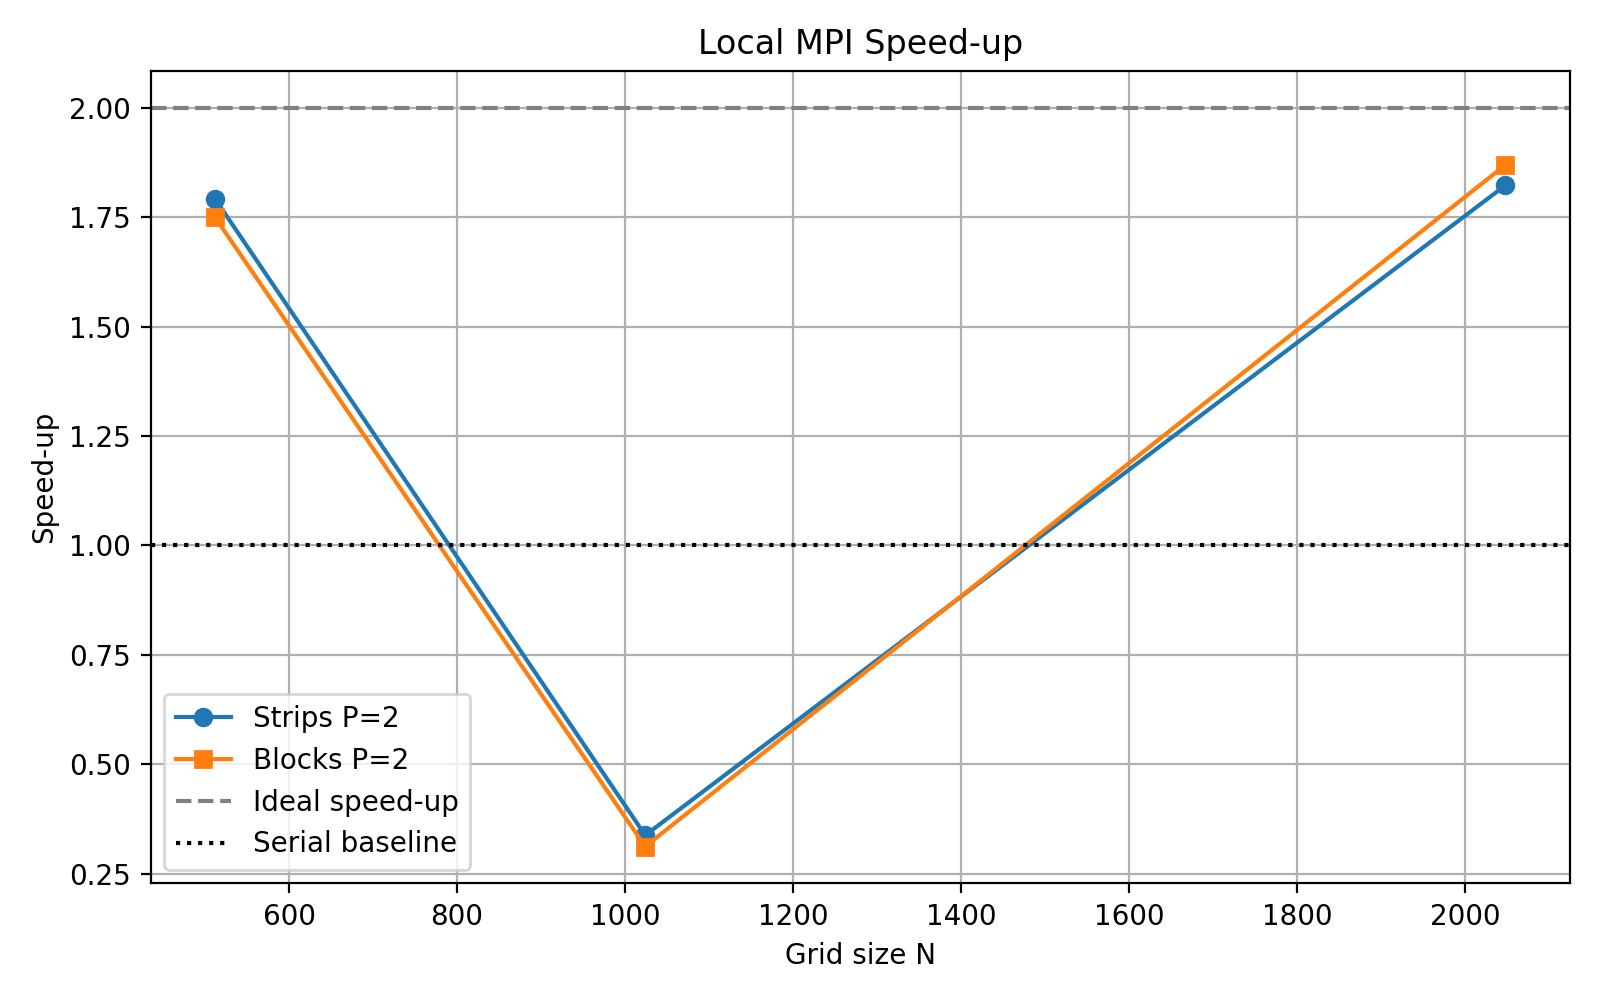 Local MPI Speed-up
Speed-up
2.00
1.75
1.50
1.25
1.00
0.75
0.50
0.25
Strips P=2
Blocks P=2
Ideal speed-up
Serial baseline
600 800 1000 1200 1400 1600 1800 2000
Grid size N